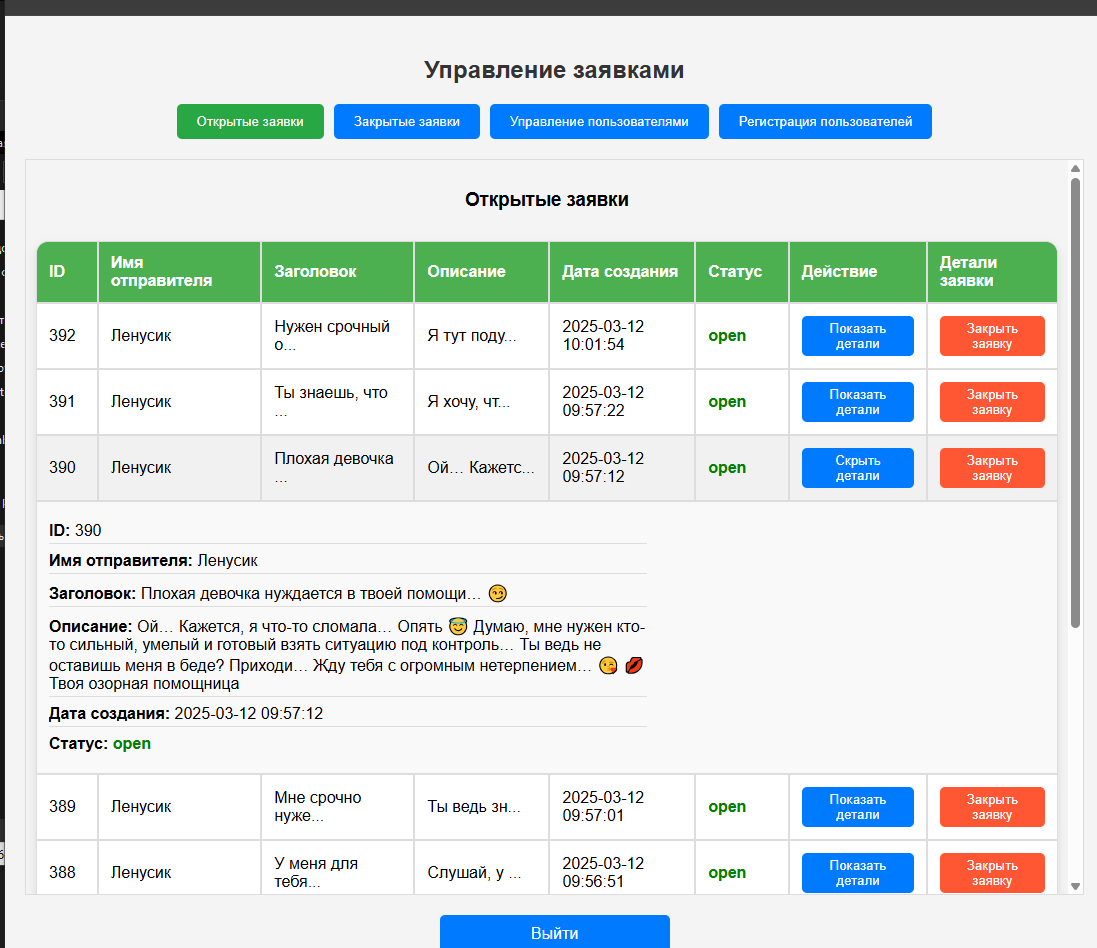 Управление заявками
Открытые заявки
Закрытые заявки
Управление пользователями
Регистрация пользователей
Открытые заявки
ID
Имя
отправителя
Заголовок
Описание
Дата создания
Статус
Действие
Детали
заявки
392
Ленусик
Нужен срочный
о...
Я тут поду...
2025-03-12
10:01:54
open
Показать
детали
Закрыть
заявку
391
Ленусик
Ты знаешь, что
...
Я хочу, чт...
2025-03-12
09:57:22
open
Показать
детали
Закрыть
заявку
390
Ленусик
Плохая девочка
...
Ой… Кажетс...
2025-03-12
09:57:12
open
Скрыть
детали
Закрыть
заявку
ID: 390
Имя отправителя: Ленусик
Заголовок: Плохая девочка нуждается в твоей помощи… 😏
Описание: Ой… Кажется, я что-то сломала… Опять 😇 Думаю, мне нужен кто-
то сильный, умелый и готовый взять ситуацию под контроль… Ты ведь не
оставишь меня в беде? Приходи… Жду тебя с огромным нетерпением… 😘 💋
Твоя озорная помощница
Дата создания: 2025-03-12 09:57:12
Статус: open
389
Ленусик
Мне срочно
нуже...
Ты ведь зн...
2025-03-12
09:57:01
open
Показать
детали
Закрыть
заявку
388
Ленусик
У меня для
тебя...
Слушай, у ...
2025-03-12
09:56:51
open
Показать
детали
Закрыть
заявку
Выйти